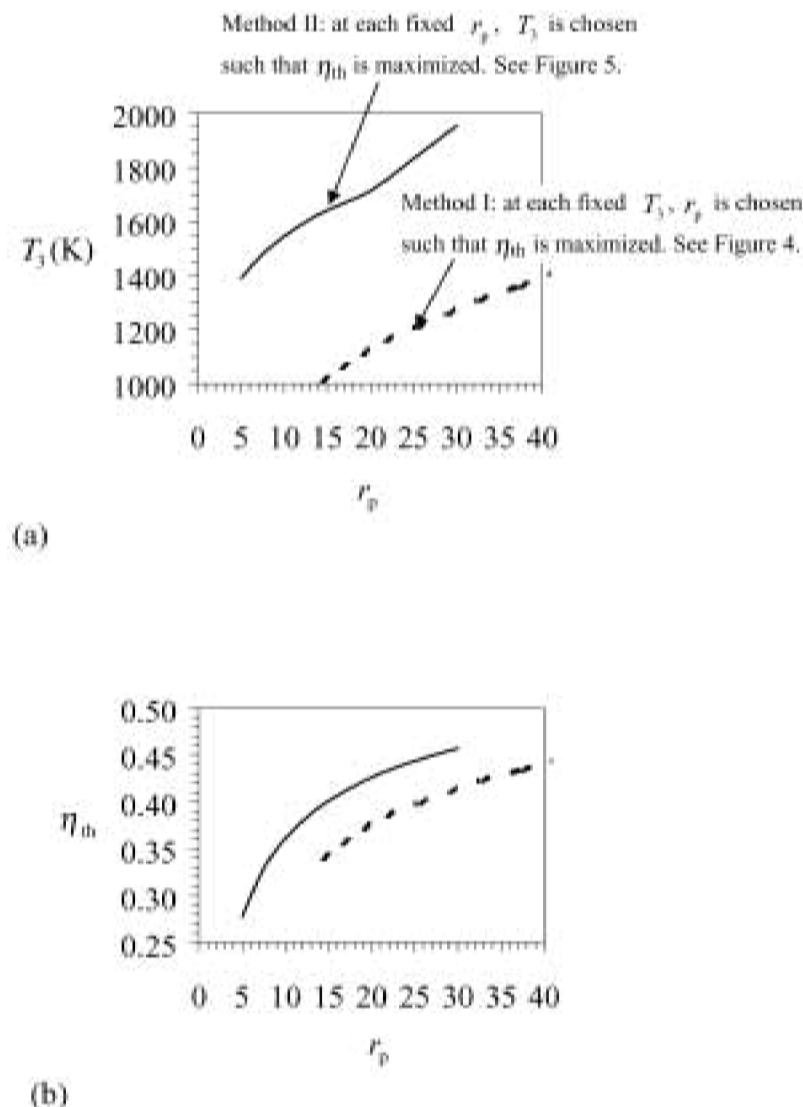 Method II: at each fixed r_p, T_3 is chosen
such that η_th is maximized. See Figure 5.
2000
1800
Method I: at each fixed T_3, r_p is chosen
1600
T_3 (K)
such that η_th is maximized. See Figure 4.
1400
1200
1000
0 5 10 15 20 25 30 35 40
r_p
(a)
0.50
0.45
0.40
η_th
0.35
0.30
0.25
0 5 10 15 20 25 30 35 40
r_p
(b)